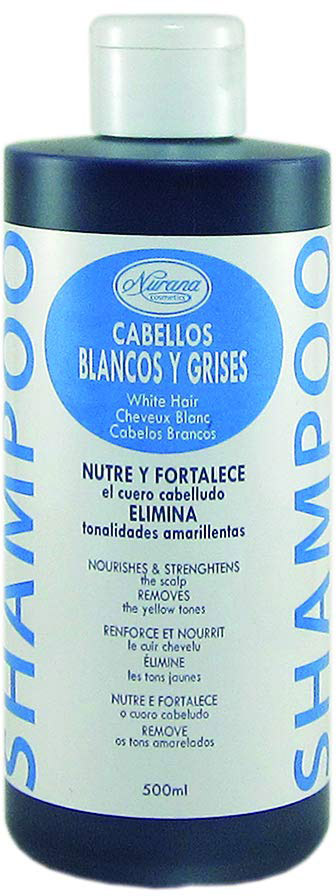 Nurana
cosmetics
CABELLOS
BLANCOS Y GRISES
White Hair
Cheveux Blanc
Cabelos Brancos
NUTRE Y FORTALECE
el cuero cabelludo
ELIMINA
tonalidades amarillentas
NOURISHES & STRENGHTENS
the scalp
REMOVES
the yellow tones
RENFORCE ET NOURRIT
le cuir chevelu
ÉLIMINE
les tons jaunes
NUTRE E FORTALECE
o cuoro cabeludo
REMOVE
os tons amarelados
500ml
SHAMPOO
SHAMPOO